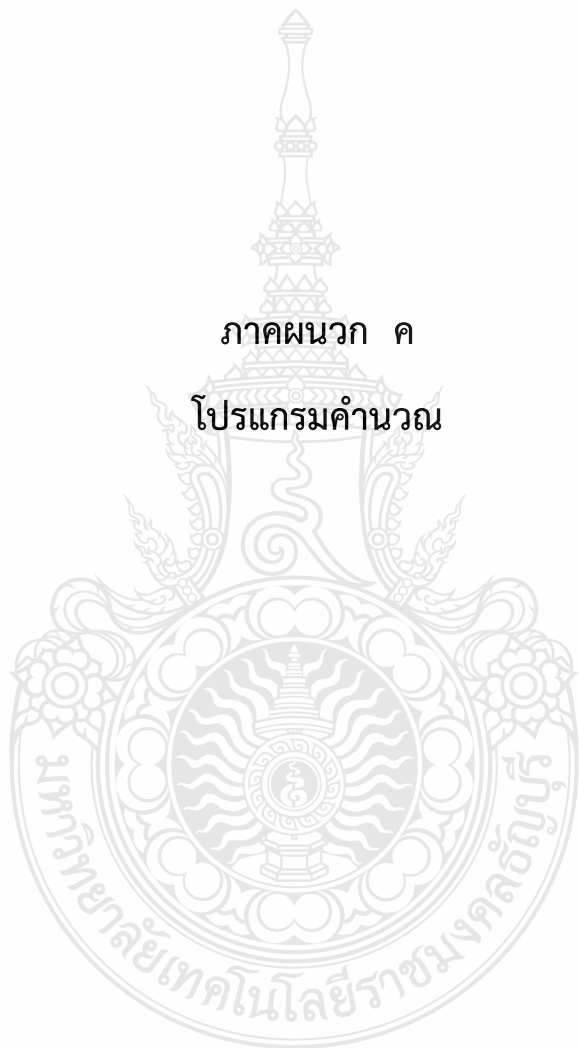 ภาคผนวก ค
โปรแกรมคำนวณ
มหาวิทยาลัยเทคโนโลยีราชมงคลธัญบุรี